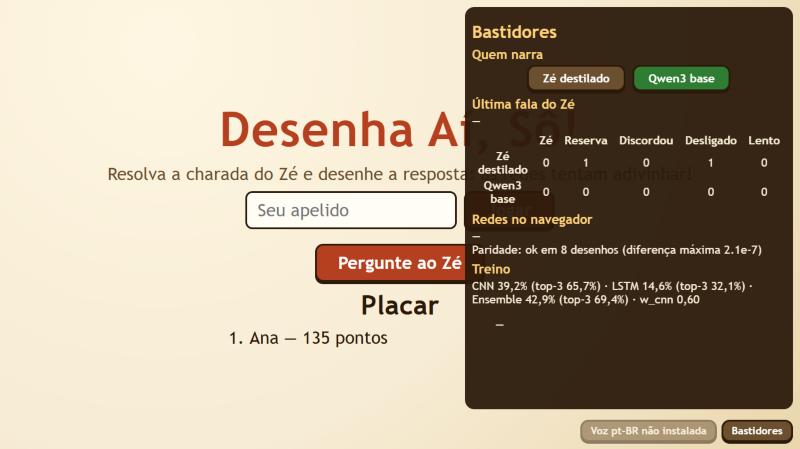 Desenha Aí, Sô!
Resolva a charada do Zé e desenhe a resposta: as redes tentam adivinhar!
Seu apelido
Pergunte ao Zé
Placar
1. Ana — 135 pontos
Bastidores
Quem narra
Zé destilado Qwen3 base
Última fala do Zé
—
Zé Reserva Discordou Desligado Lento
Zé destilado 0 1 0 1 0
Qwen3 base 0 0 0 0 0
Redes no navegador
—
Paridade: ok em 8 desenhos (diferença máxima 2.1e-7)
Treino
CNN 39,2% (top-3 65,7%) · LSTM 14,6% (top-3 32,1%) ·
Ensemble 42,9% (top-3 69,4%) · w_cnn 0,60
—
Voz pt-BR não instalada Bastidores